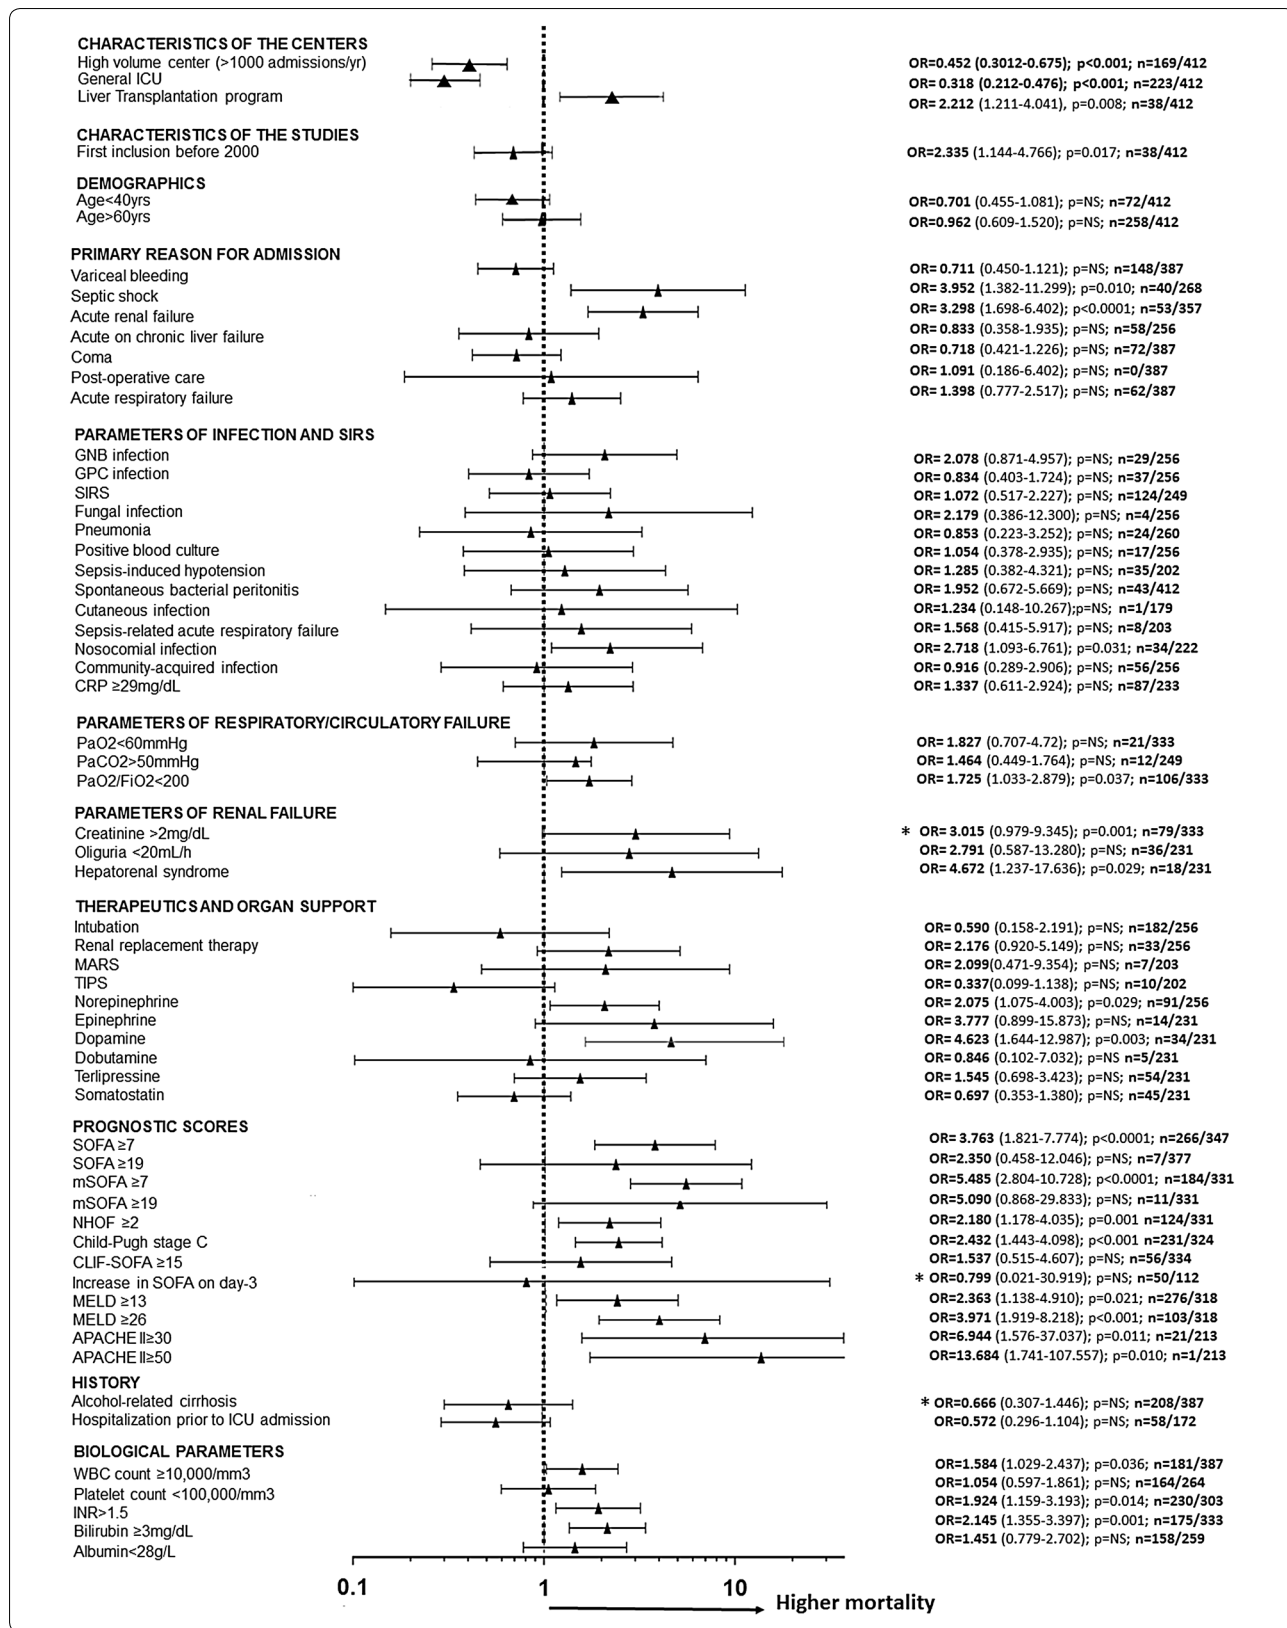 CHARACTERISTICS OF THE CENTERS
High volume center (>1000 admissions/yr) OR=0.452 (0.3012-0.675); p<0.001; n=169/412
General ICU OR=0.318 (0.212-0.476); p<0.001; n=223/412
Liver Transplantation program OR=2.212 (1.211-4.041), p=0.008; n=38/412
CHARACTERISTICS OF THE STUDIES
First inclusion before 2000 OR=2.335 (1.144-4.766); p=0.017; n=38/412
DEMOGRAPHICS
Age<40yrs OR=0.701 (0.455-1.081); p=NS; n=72/412
Age>60yrs OR=0.962 (0.609-1.520); p=NS; n=258/412
PRIMARY REASON FOR ADMISSION
Variceal bleeding OR= 0.711 (0.450-1.121); p=NS; n=148/387
Septic shock OR= 3.952 (1.382-11.299); p=0.010; n=40/268
Acute renal failure OR= 3.298 (1.698-6.402); p<0.0001; n=53/357
Acute on chronic liver failure OR= 0.833 (0.358-1.935); p=NS; n=58/256
Coma OR= 0.718 (0.421-1.226); p=NS; n=72/387
Post-operative care OR= 1.091 (0.186-6.402); p=NS; n=0/387
Acute respiratory failure OR= 1.398 (0.777-2.517); p=NS; n=62/387
PARAMETERS OF INFECTION AND SIRS
GNB infection OR= 2.078 (0.871-4.957); p=NS; n=29/256
GPC infection OR= 0.834 (0.403-1.724); p=NS; n=37/256
SIRS OR= 1.072 (0.517-2.227); p=NS; n=124/249
Fungal infection OR= 2.179 (0.386-12.300); p=NS; n=4/256
Pneumonia OR= 0.853 (0.223-3.252); p=NS; n=24/260
Positive blood culture OR= 1.054 (0.378-2.935); p=NS; n=17/256
Sepsis-induced hypotension OR= 1.285 (0.382-4.321); p=NS; n=35/202
Spontaneous bacterial peritonitis OR= 1.952 (0.672-5.669); p=NS; n=43/412
Cutaneous infection OR=1.234 (0.148-10.267);p=NS; n=1/179
Sepsis-related acute respiratory failure OR= 1.568 (0.415-5.917); p=NS; n=8/203
Nosocomial infection OR= 2.718 (1.093-6.761); p=0.031; n=34/222
Community-acquired infection OR= 0.916 (0.289-2.906); p=NS; n=56/256
CRP ≥29mg/dL OR= 1.337 (0.611-2.924); p=NS; n=87/233
PARAMETERS OF RESPIRATORY/CIRCULATORY FAILURE
PaO2<60mmHg OR= 1.827 (0.707-4.72); p=NS; n=21/333
PaCO2>50mmHg OR= 1.464 (0.449-1.764); p=NS; n=12/249
PaO2/FiO2<200 OR= 1.725 (1.033-2.879); p=0.037; n=106/333
PARAMETERS OF RENAL FAILURE
Creatinine >2mg/dL * OR= 3.015 (0.979-9.345); p=0.001; n=79/333
Oliguria <20mL/h OR= 2.791 (0.587-13.280); p=NS; n=36/231
Hepatorenal syndrome OR= 4.672 (1.237-17.636); p=0.029; n=18/231
THERAPEUTICS AND ORGAN SUPPORT
Intubation OR= 0.590 (0.158-2.191); p=NS; n=182/256
Renal replacement therapy OR= 2.176 (0.920-5.149); p=NS; n=33/256
MARS OR= 2.099(0.471-9.354); p=NS; n=7/203
TIPS OR= 0.337(0.099-1.138); p=NS; n=10/202
Norepinephrine OR= 2.075 (1.075-4.003); p=0.029; n=91/256
Epinephrine OR= 3.777 (0.899-15.873); p=NS; n=14/231
Dopamine OR= 4.623 (1.644-12.987); p=0.003; n=34/231
Dobutamine OR= 0.846 (0.102-7.032); p=NS n=5/231
Terlipressine OR= 1.545 (0.698-3.423); p=NS; n=54/231
Somatostatin OR= 0.697 (0.353-1.380); p=NS; n=45/231
PROGNOSTIC SCORES
SOFA ≥7 OR= 3.763 (1.821-7.774); p<0.0001; n=266/347
SOFA ≥19 OR=2.350 (0.458-12.046); p=NS; n=7/377
mSOFA ≥7 OR=5.485 (2.804-10.728); p<0.0001; n=184/331
mSOFA ≥19 OR=5.090 (0.868-29.833); p=NS; n=11/331
NHOF ≥2 OR=2.180 (1.178-4.035); p=0.001 n=124/331
Child-Pugh stage C OR=2.432 (1.443-4.098); p<0.001 n=231/324
CLIF-SOFA ≥15 OR=1.537 (0.515-4.607); p=NS; n=56/334
Increase in SOFA on day-3 * OR=0.799 (0.021-30.919); p=NS; n=50/112
MELD ≥13 OR=2.363 (1.138-4.910); p=0.021; n=276/318
MELD ≥26 OR=3.971 (1.919-8.218); p<0.001; n=103/318
APACHE II≥30 OR=6.944 (1.576-37.037); p=0.011; n=21/213
APACHE II≥50 OR=13.684 (1.741-107.557); p=0.010; n=1/213
HISTORY
Alcohol-related cirrhosis * OR=0.666 (0.307-1.446); p=NS; n=208/387
Hospitalization prior to ICU admission OR=0.572 (0.296-1.104); p=NS; n=58/172
BIOLOGICAL PARAMETERS
WBC count ≥10,000/mm3 OR=1.584 (1.029-2.437); p=0.036; n=181/387
Platelet count <100,000/mm3 OR=1.054 (0.597-1.861); p=NS; n=164/264
INR>1.5 OR=1.924 (1.159-3.193); p=0.014; n=230/303
Bilirubin ≥3mg/dL OR=2.145 (1.355-3.397); p=0.001; n=175/333
Albumin<28g/L OR=1.451 (0.779-2.702); p=NS; n=158/259
0.1 1 10
Higher mortality